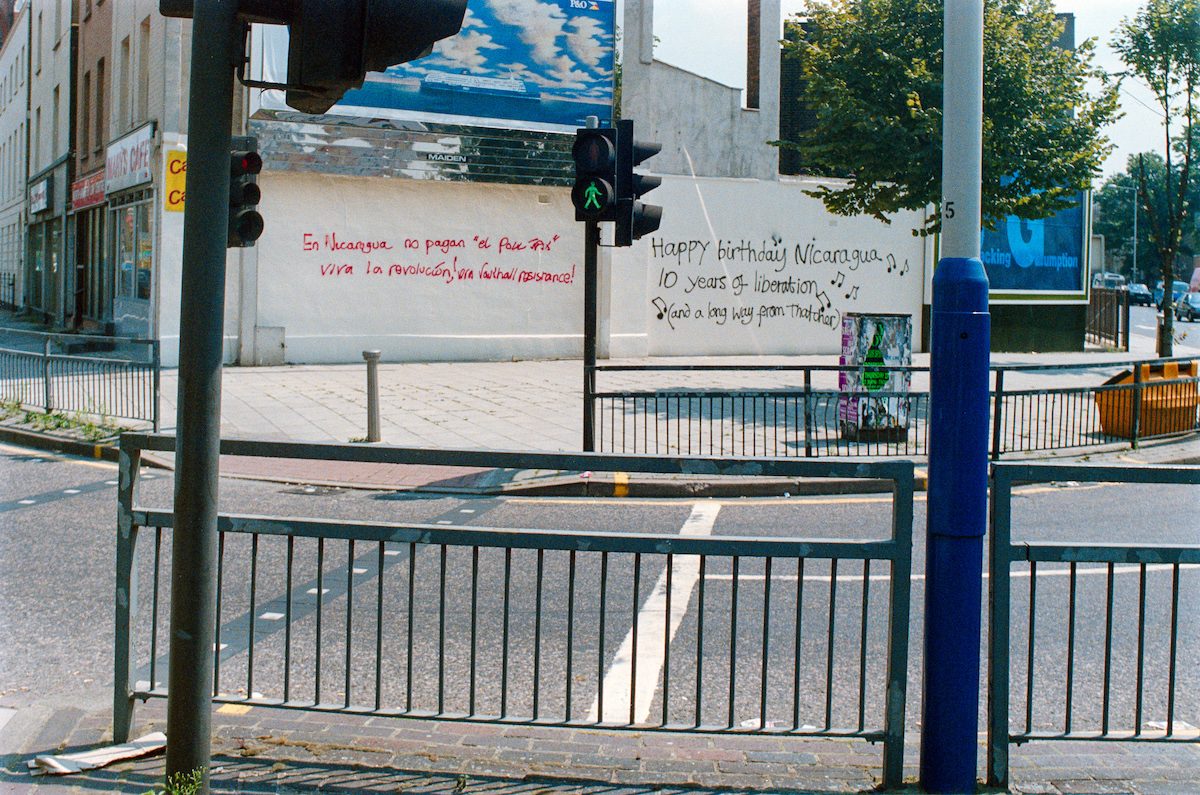 P&O
MAIDEN
CAFE
En Nicaragua no pagan "el Poll TAX"
viva la revolución, ! viva Vauxhall resistance!
Happy birthday Nicaragua
10 years of liberation
(and a long way from Thatcher)
5
G